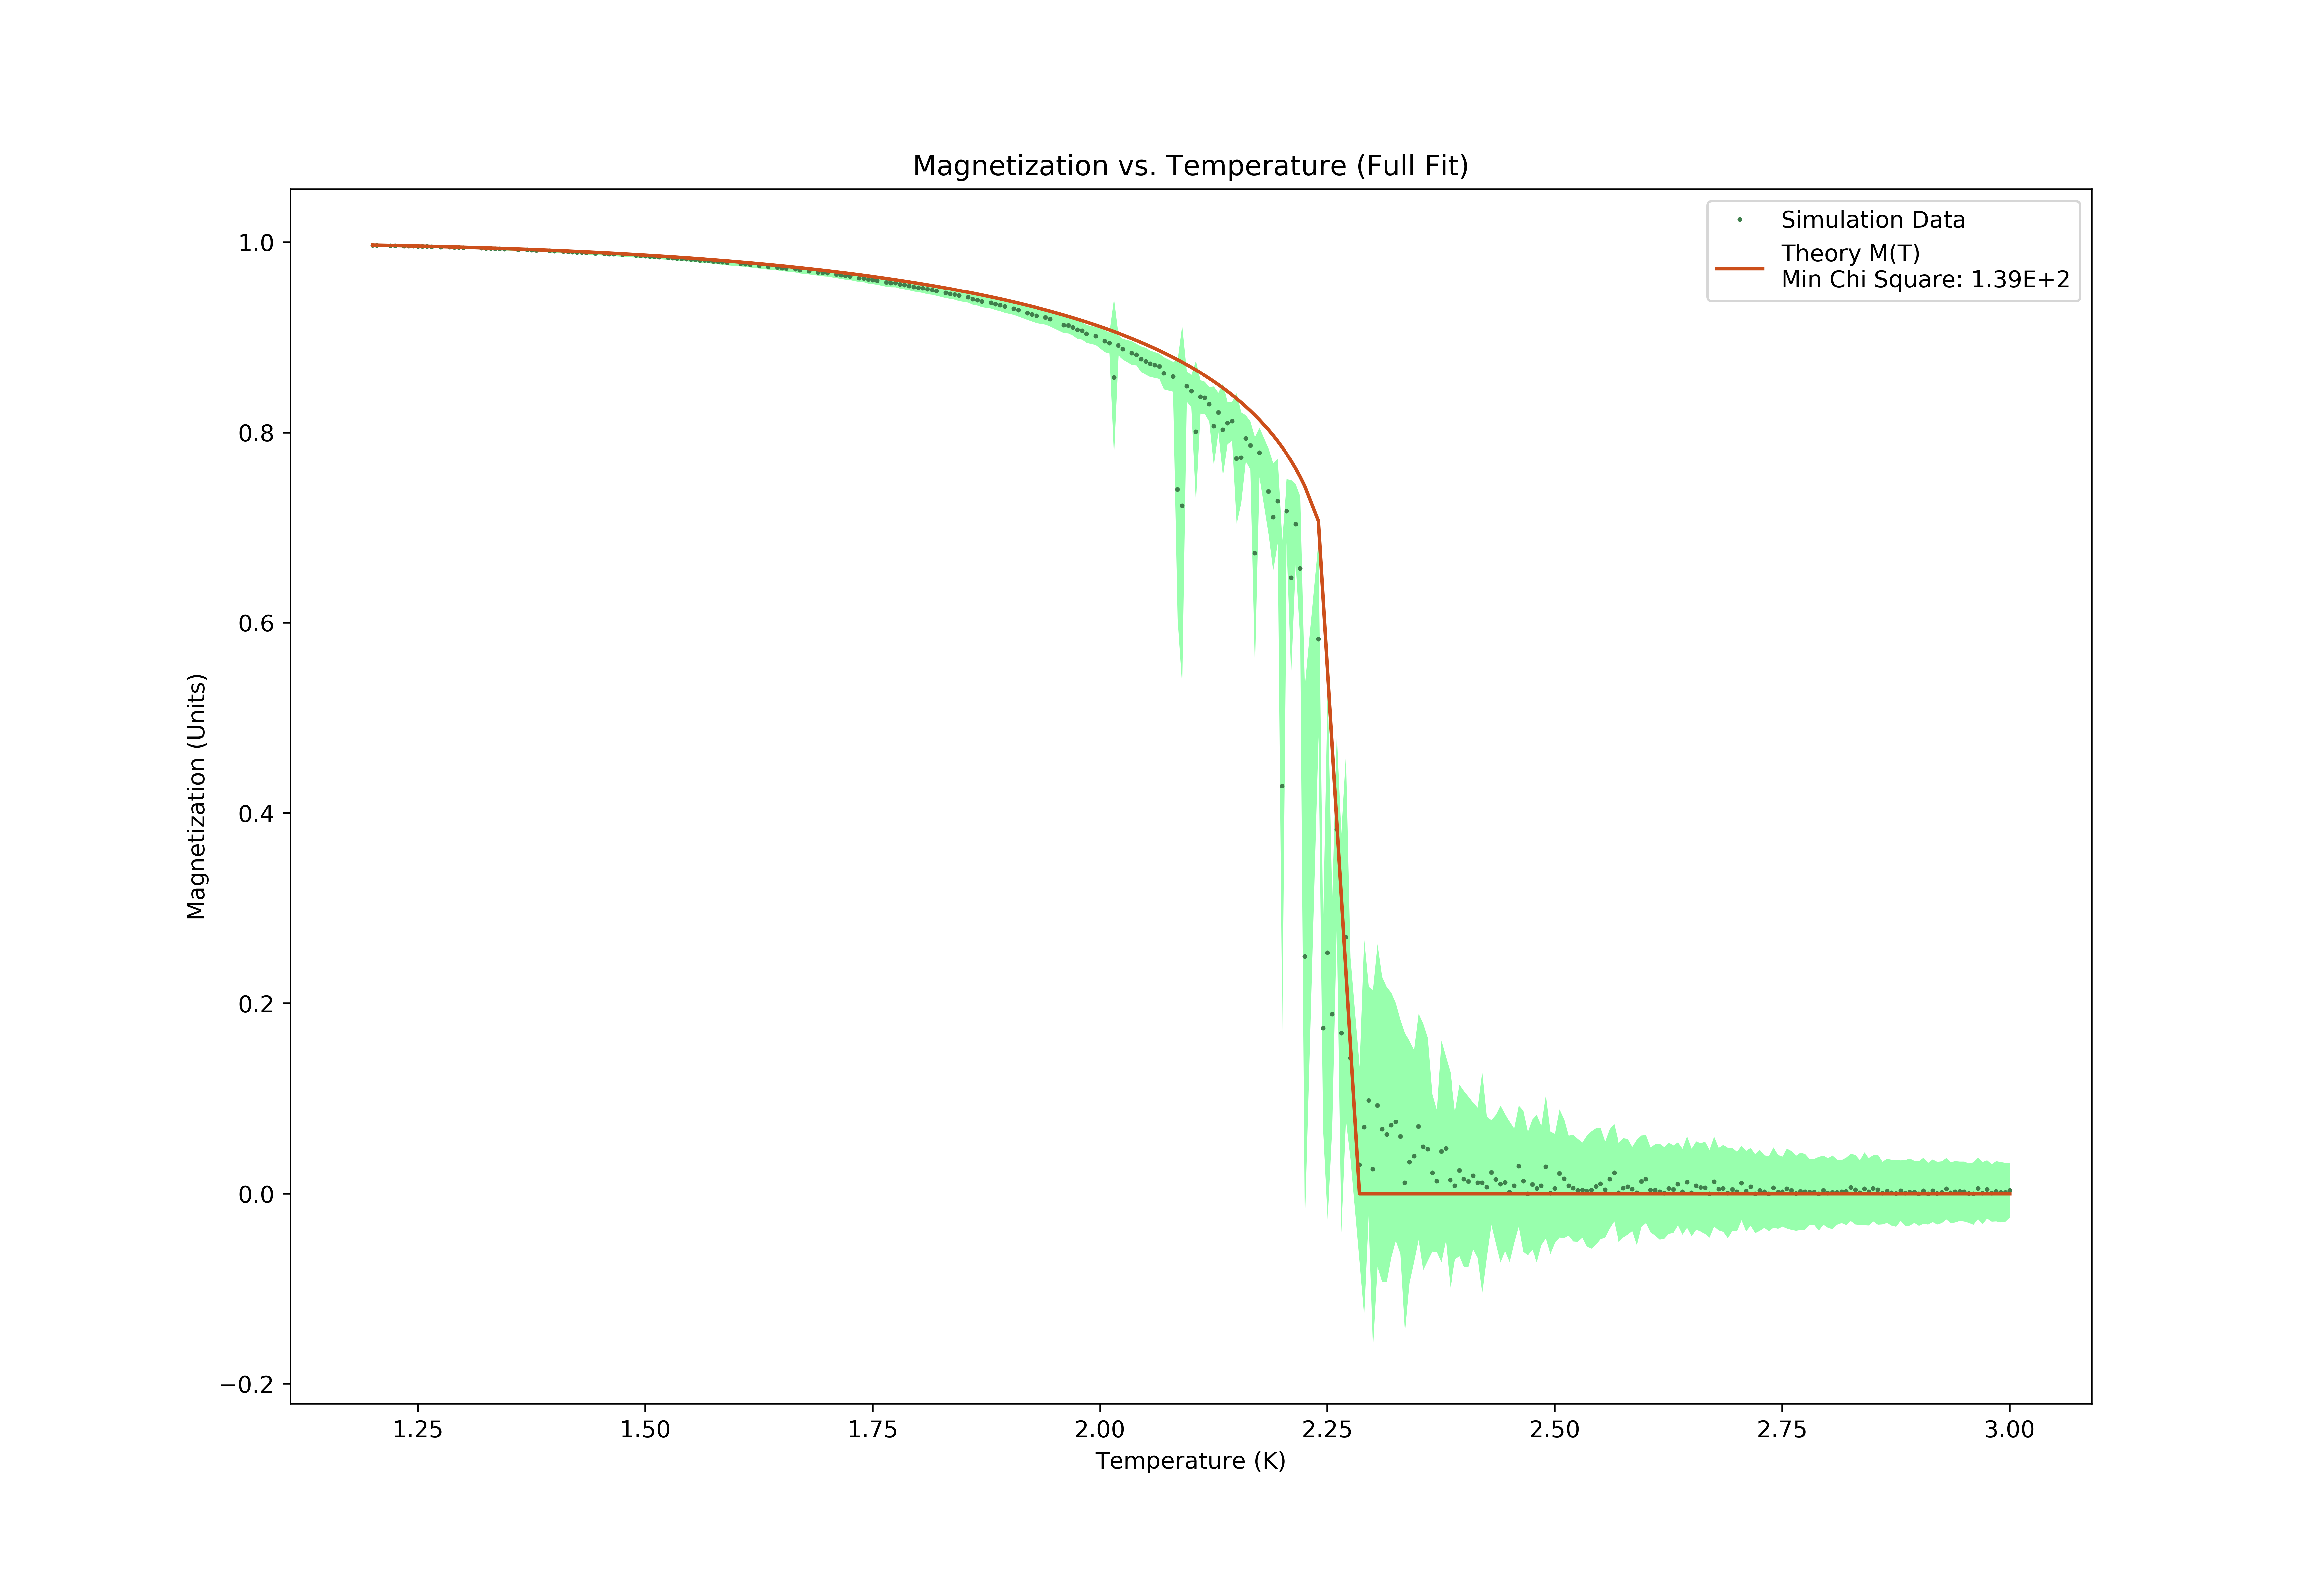 Magnetization vs. Temperature (Full Fit)
Simulation Data
Theory M(T)
Min Chi Square: 1.39E+2
1.0
0.8
0.6
0.4
0.2
0.0
−0.2
Magnetization (Units)
1.25 1.50 1.75 2.00 2.25 2.50 2.75 3.00
Temperature (K)